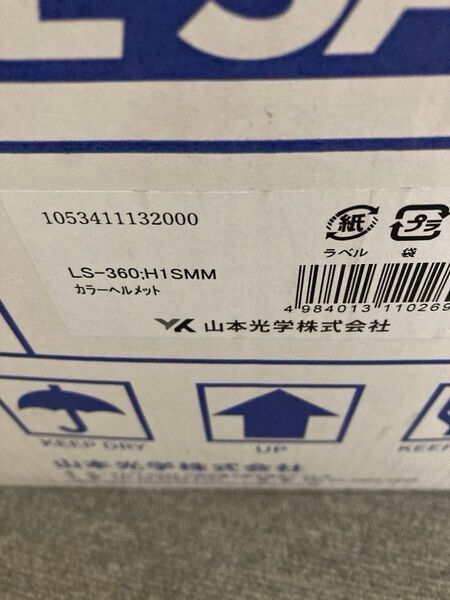 1053411132000
紙
プラ
ラベル
袋
LS-360;H1SMM
カラーヘルメット
4 984013 110269
YK 山本光学株式会社
KEEP DRY
UP
KEEP
山本光学株式会社